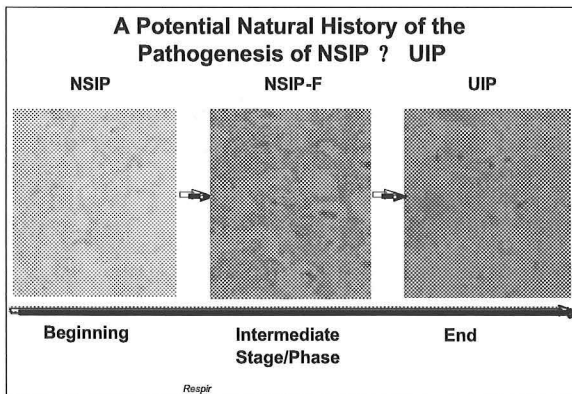 A Potential Natural History of the
Pathogenesis of NSIP ? UIP
NSIP NSIP-F UIP
Beginning Intermediate End
Stage/Phase
Respir